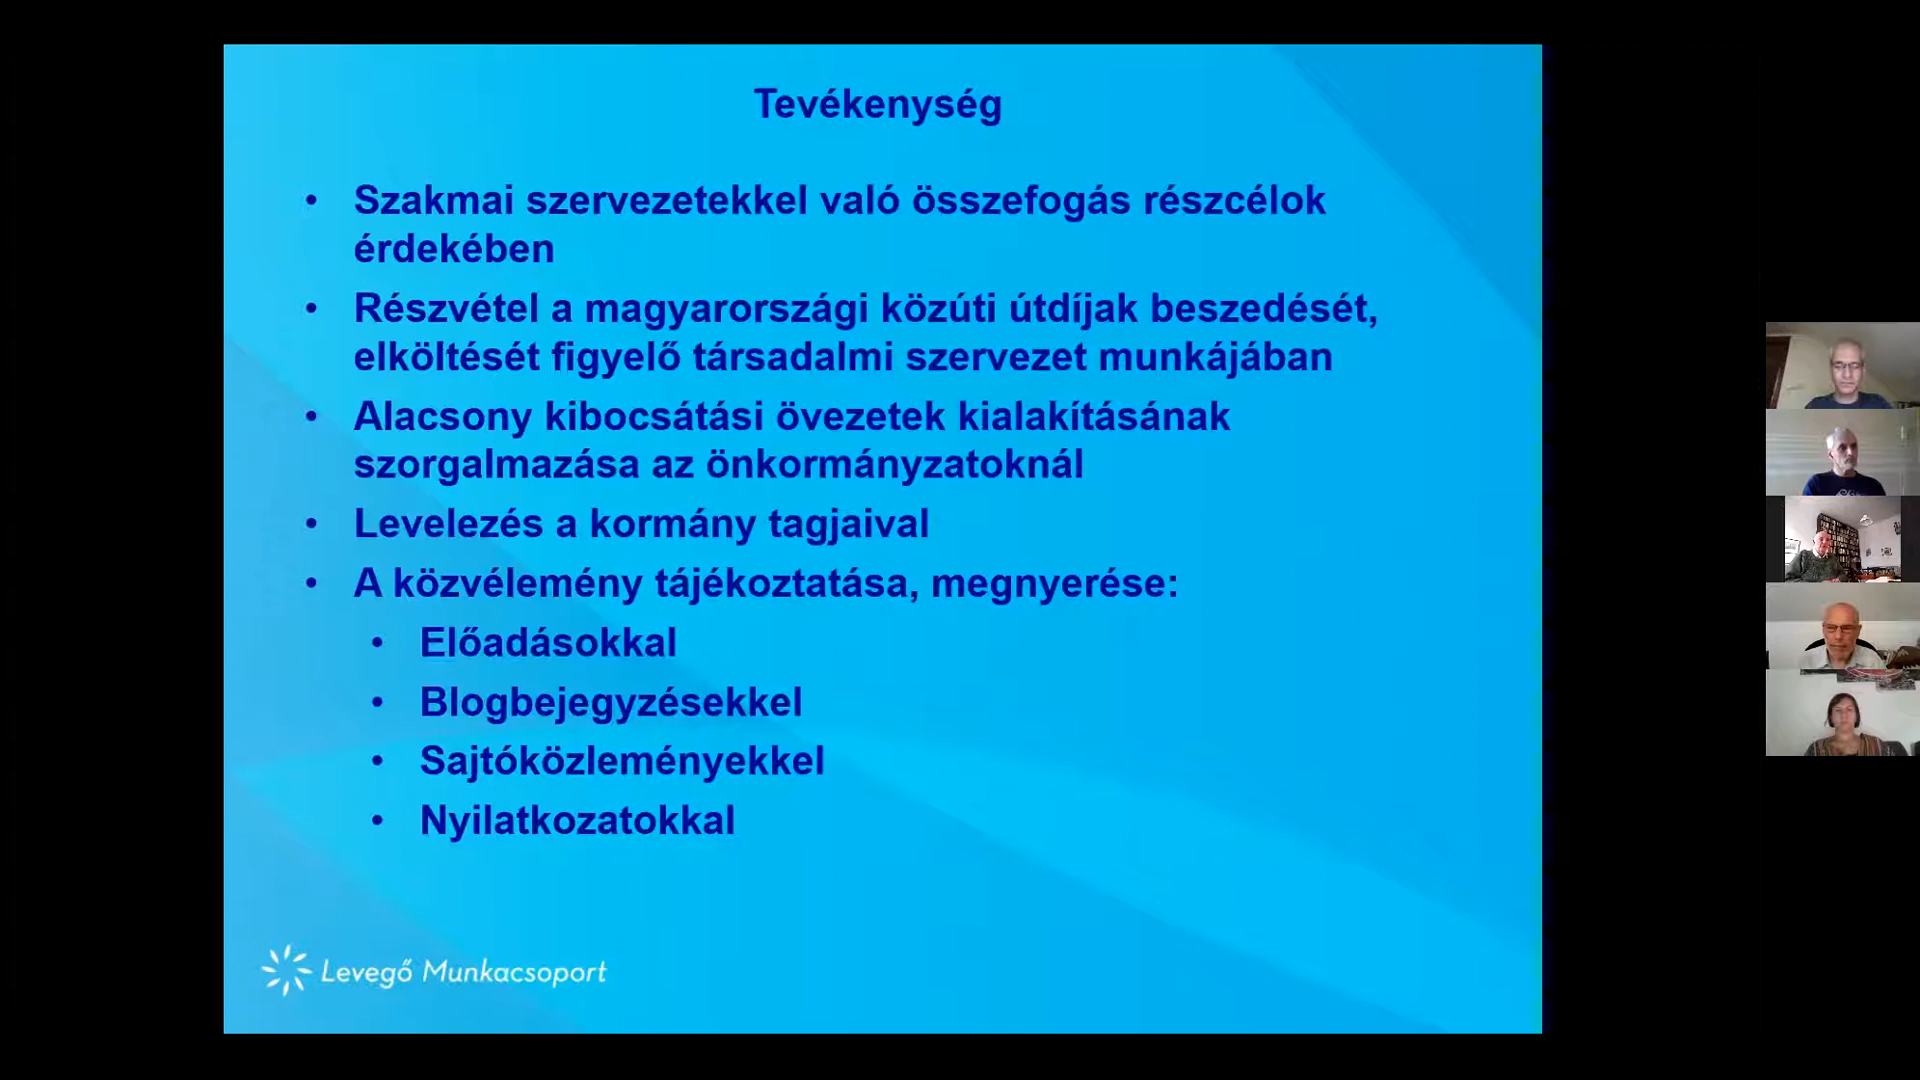 Tevékenység
• Szakmai szervezetekkel való összefogás részcélok
érdekében
• Részvétel a magyarországi közúti útdíjak beszedését,
elköltését figyelő társadalmi szervezet munkájában
• Alacsony kibocsátási övezetek kialakításának
szorgalmazása az önkormányzatoknál
• Levelezés a kormány tagjaival
• A közvélemény tájékoztatása, megnyerése:
• Előadásokkal
• Blogbejegyzésekkel
• Sajtóközleményekkel
• Nyilatkozatokkal
Levegő Munkacsoport